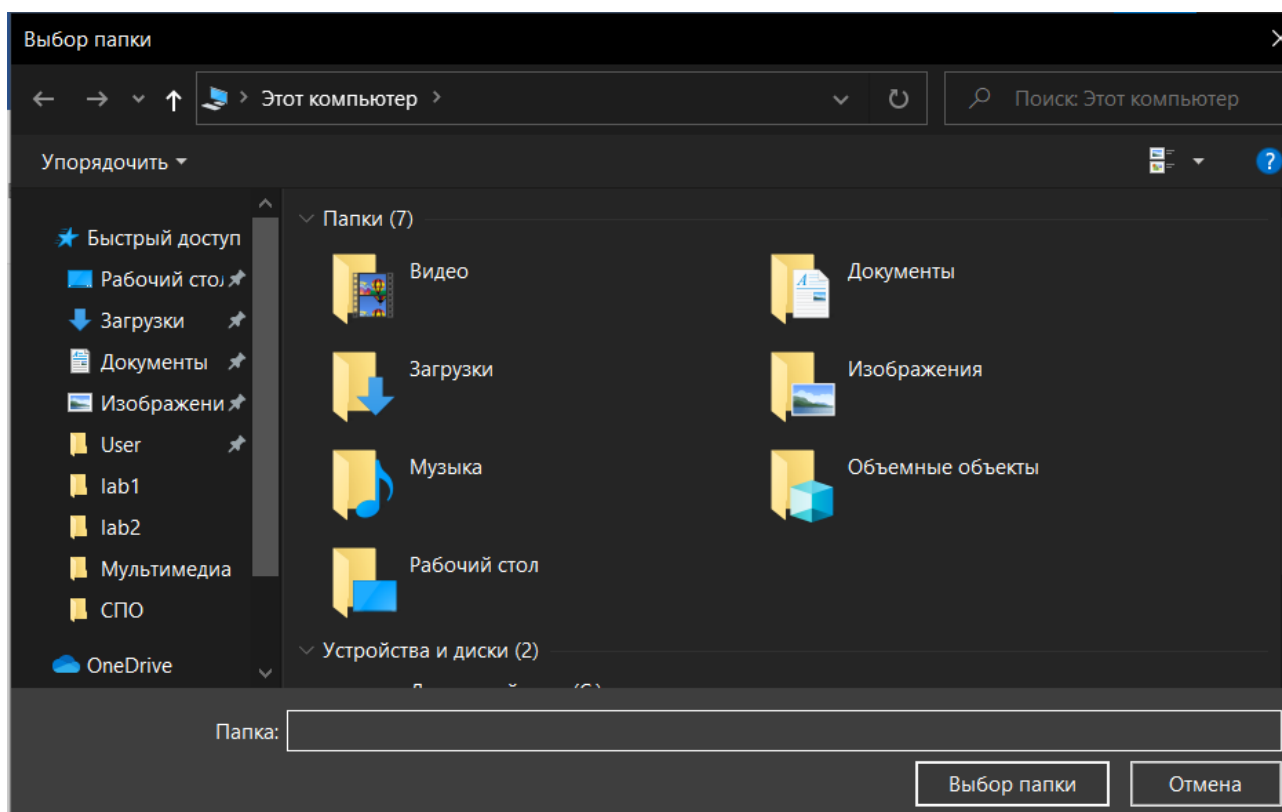 Выбор папки
Этот компьютер
Поиск: Этот компьютер
Упорядочить
?
Быстрый доступ
Рабочий стол
Загрузки
Документы
Изображени
User
lab1
lab2
Мультимедиа
СПО
OneDrive
Папки (7)
Видео
Документы
Загрузки
Изображения
Музыка
Объемные объекты
Рабочий стол
Устройства и диски (2)
Папка:
Выбор папки
Отмена